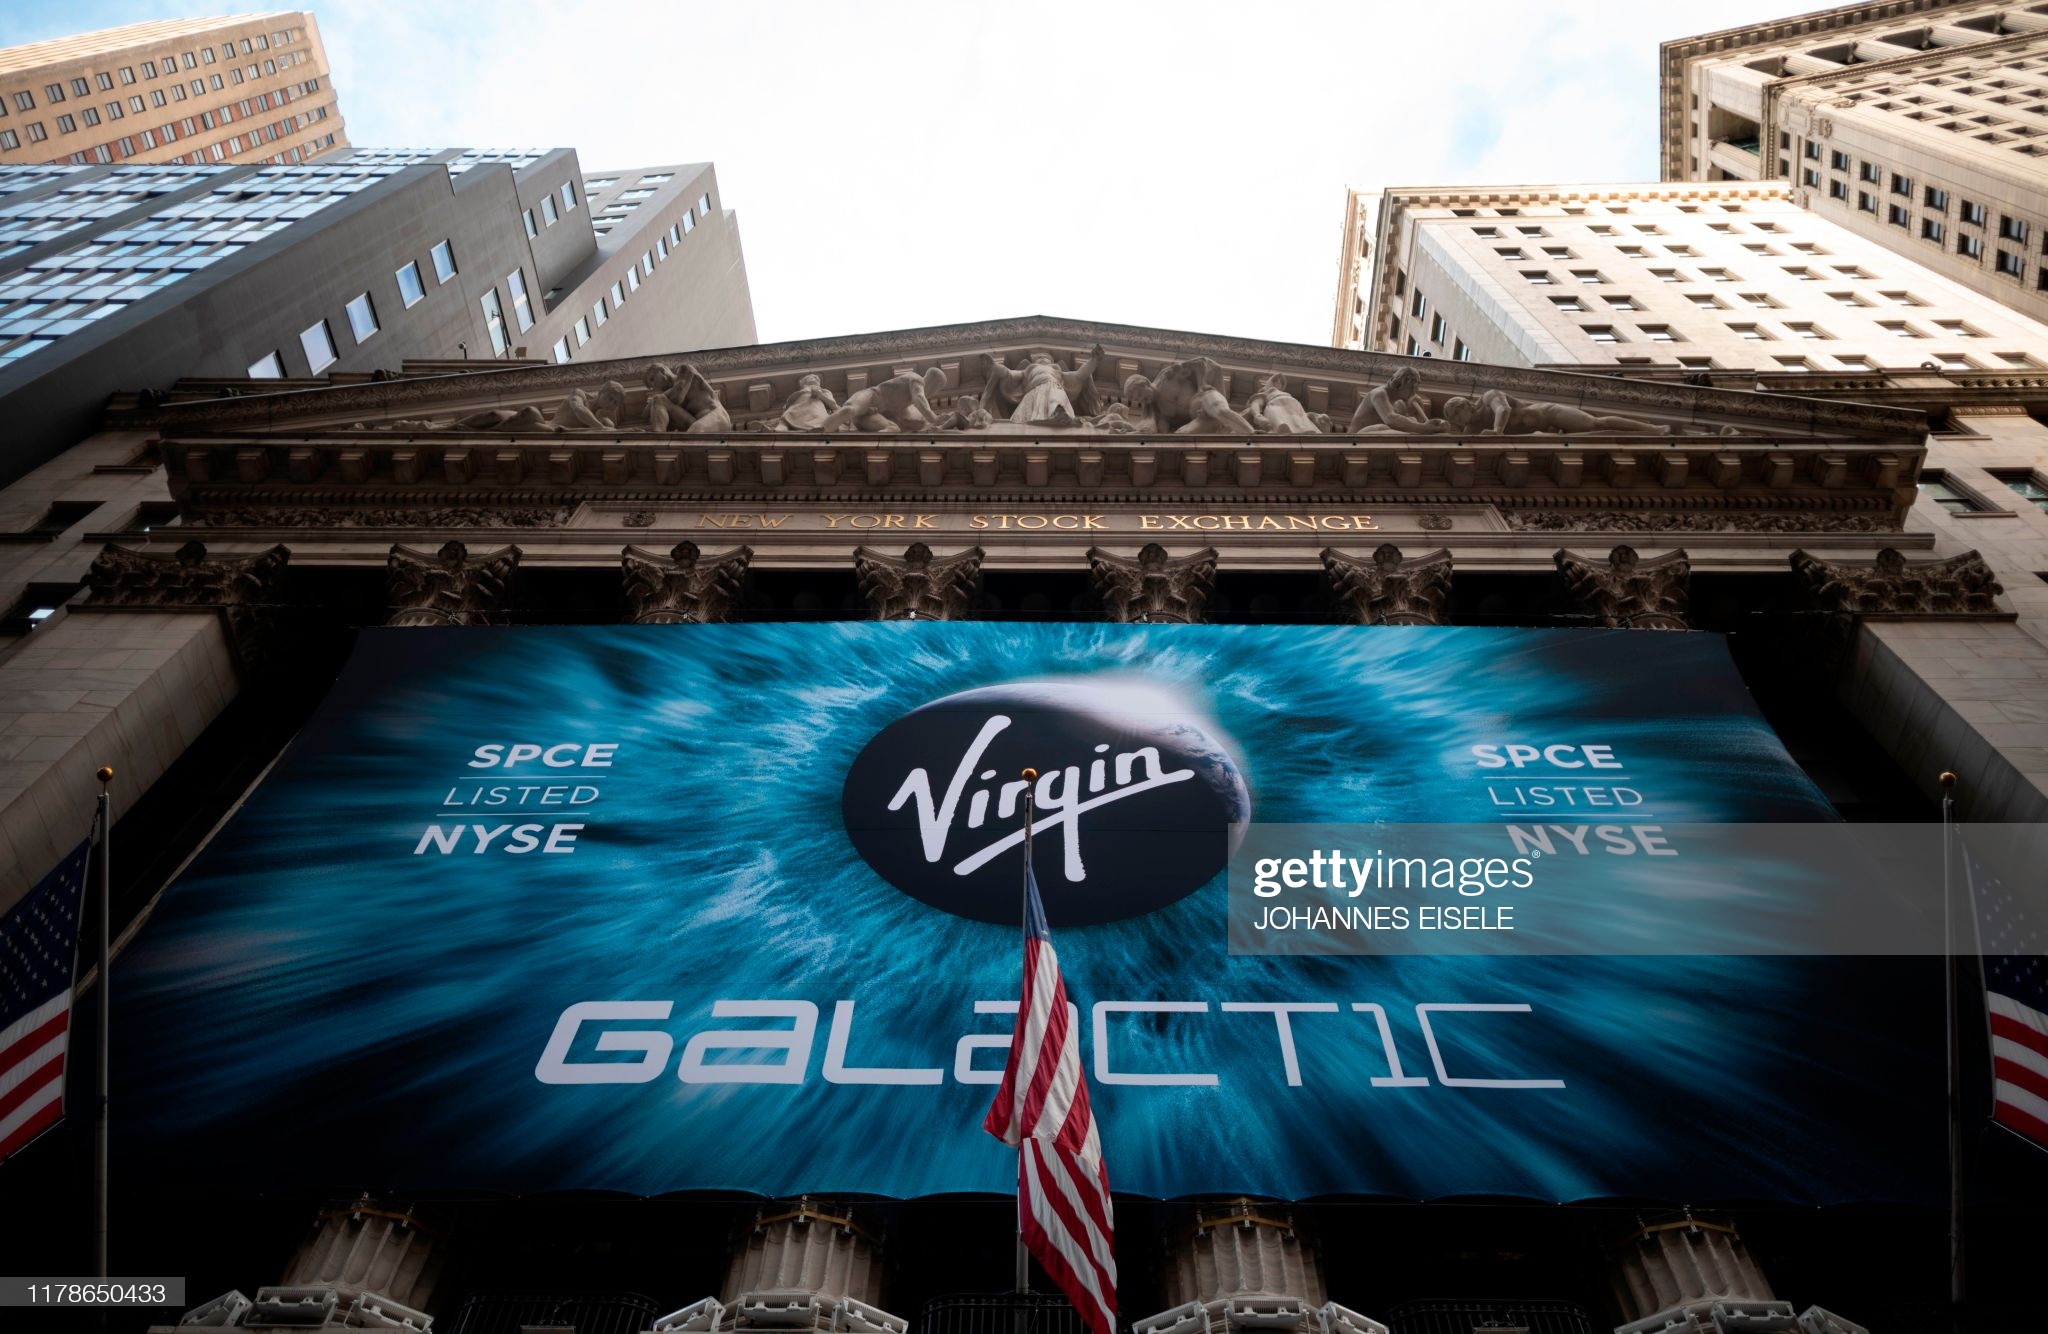 NEW YORK STOCK EXCHANGE
SPCE
LISTED
NYSE
Virgin
GALACTIC
SPCE
LISTED
NYSE
gettyimages®
JOHANNES EISELE
1178650433